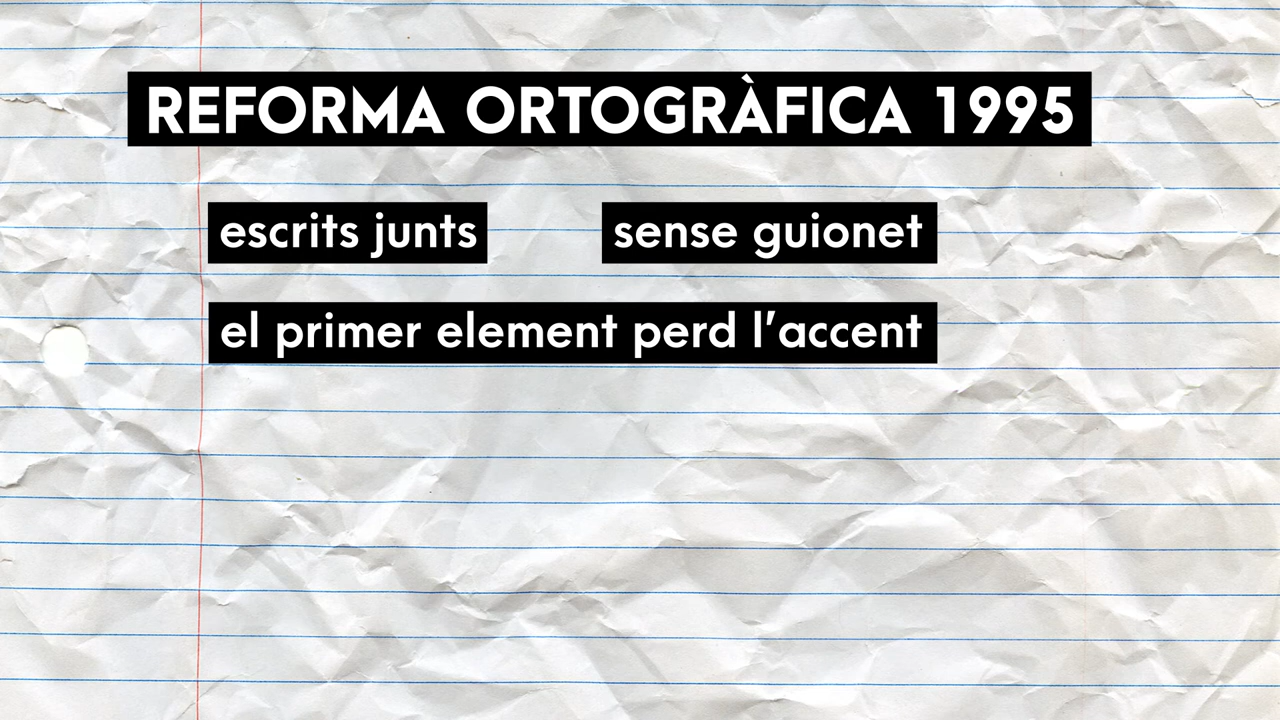 REFORMA ORTOGRÀFICA 1995
escrits junts sense guionet
el primer element perd l’accent